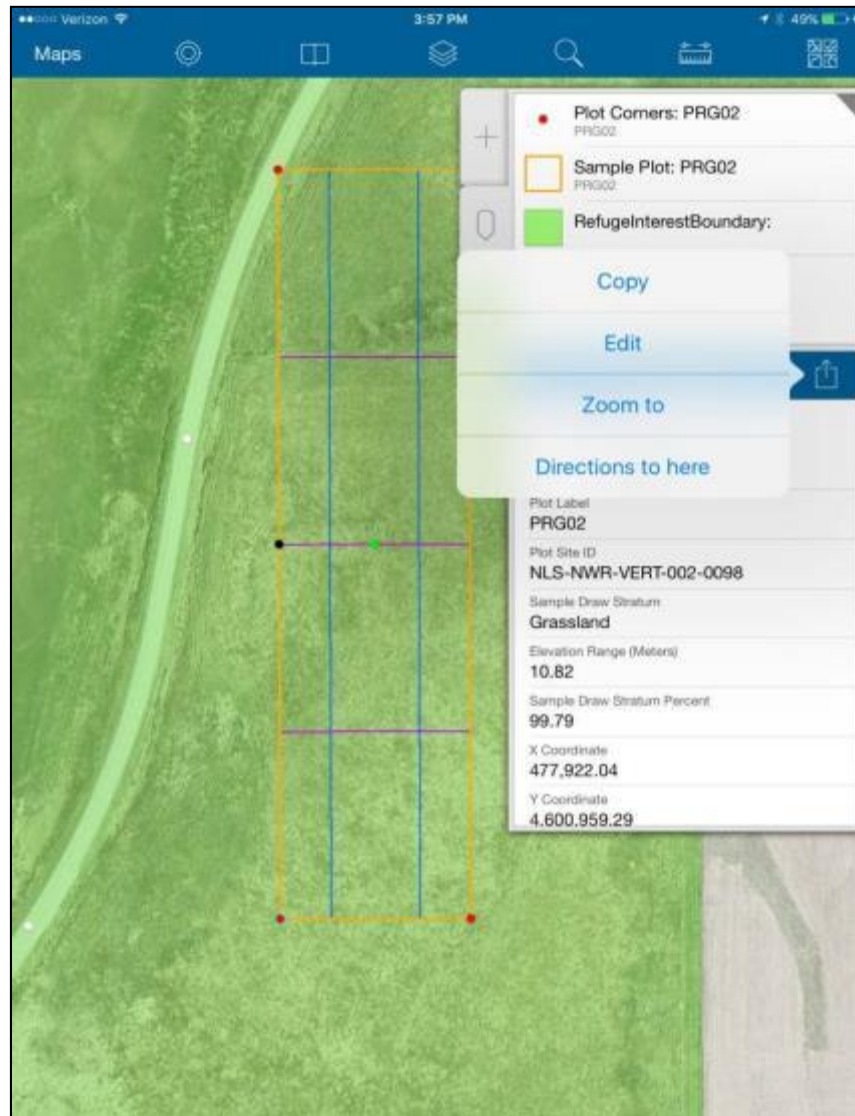 Verizon 3:57 PM 49%
Maps
Plot Corners: PRG02
PRG02
Sample Plot: PRG02
PRG02
RefugeInterestBoundary:
Copy
Edit
Zoom to
Directions to here
Plot Label
PRG02
Plot Site ID
NLS-NWR-VERT-002-0098
Sample Draw Stratum
Grassland
Elevation Range (Meters)
10.82
Sample Draw Stratum Percent
99.79
X Coordinate
477,922.04
Y Coordinate
4,600,959.29